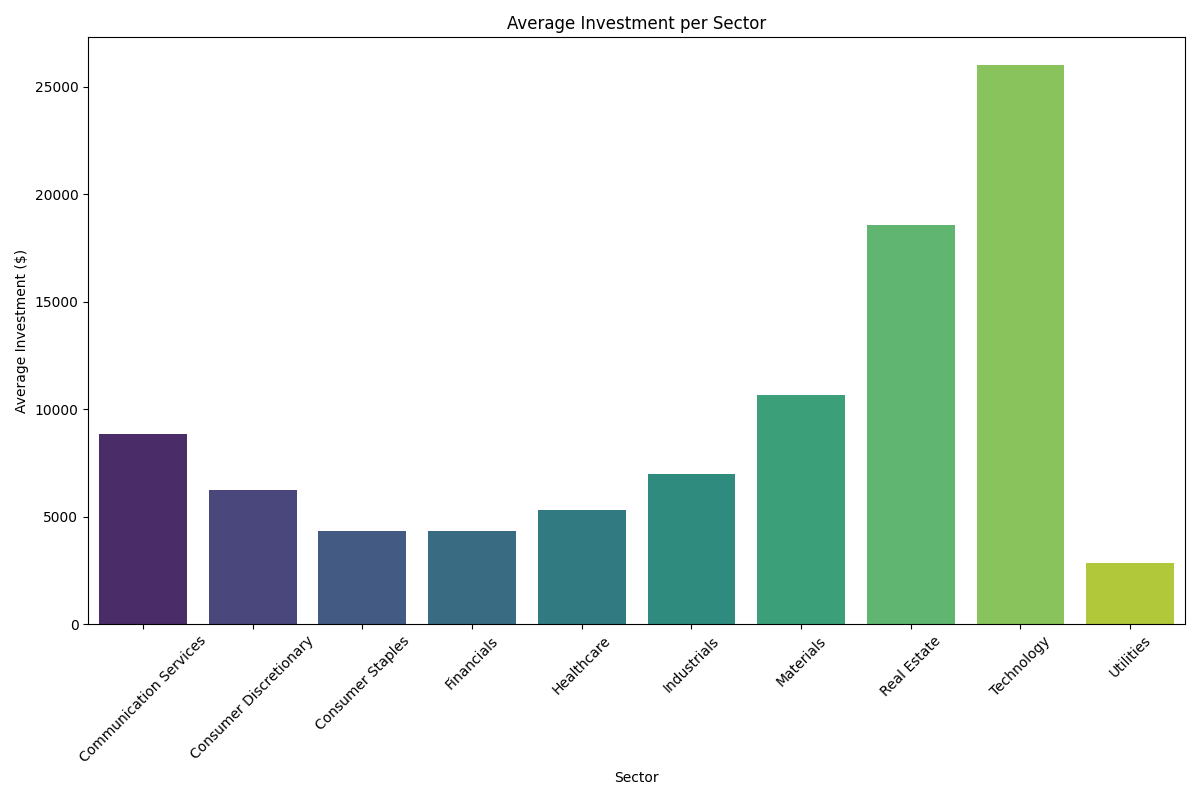 Average Investment per Sector
Average Investment ($)
25000
20000
15000
10000
5000
0
Communication Services
Consumer Discretionary
Consumer Staples
Financials
Healthcare
Industrials
Materials
Real Estate
Technology
Utilities
Sector